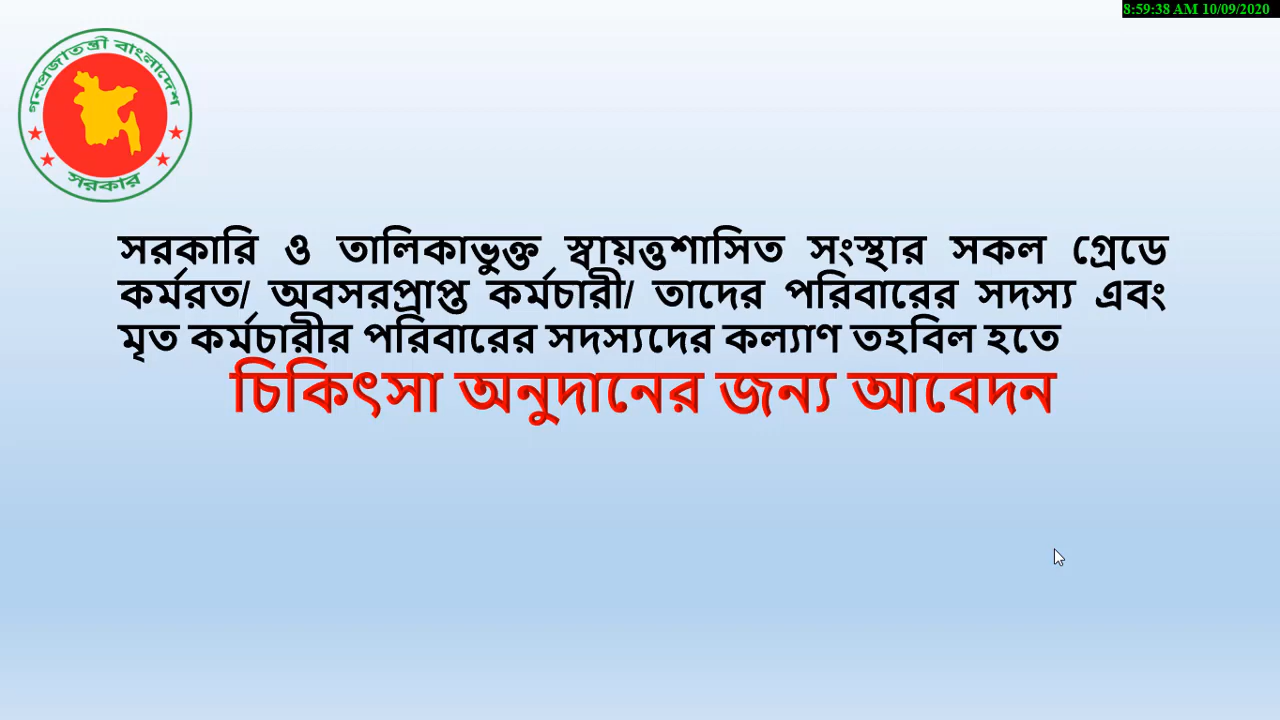 8:59:38 AM 10/09/2020
গনপ্রজাতন্ত্রী বাংলাদেশ
সরকার
সরকারি ও তালিকাভুক্ত স্বায়ত্তশাসিত সংস্থার সকল গ্রেডে
কর্মরত/ অবসরপ্রাপ্ত কর্মচারী/ তাদের পরিবারের সদস্য এবং
মৃত কর্মচারীর পরিবারের সদস্যদের কল্যাণ তহবিল হতে
চিকিৎসা অনুদানের জন্য আবেদন